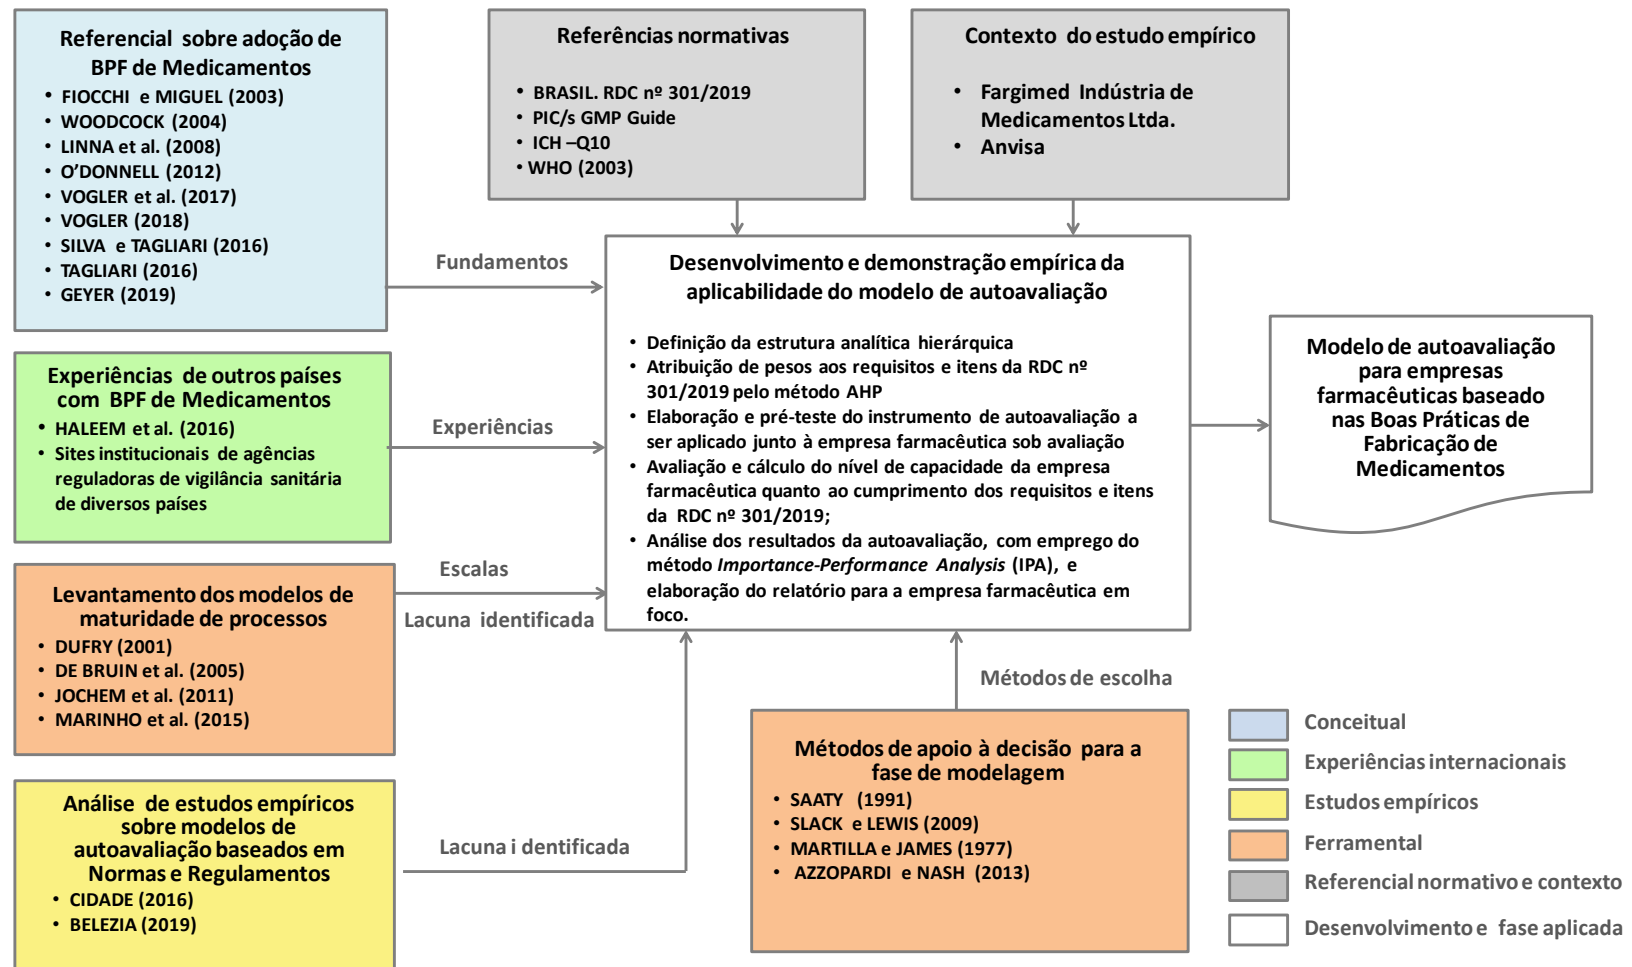 Referencial sobre adoção de
BPF de Medicamentos
• FIOCCHI e MIGUEL (2003)
• WOODCOCK (2004)
• LINNA et al. (2008)
• O’DONNELL (2012)
• VOGLER et al. (2017)
• VOGLER (2018)
• SILVA e TAGLIARI (2016)
• TAGLIARI (2016)
• GEYER (2019)
Referências normativas
• BRASIL. RDC nº 301/2019
• PIC/s GMP Guide
• ICH –Q10
• WHO (2003)
Contexto do estudo empírico
• Fargimed Indústria de
Medicamentos Ltda.
• Anvisa
Fundamentos
Experiências de outros países
com BPF de Medicamentos
• HALEEM et al. (2016)
• Sites institucionais de agências
reguladoras de vigilância sanitária
de diversos países
Experiências
Levantamento dos modelos de
maturidade de processos
• DUFRY (2001)
• DE BRUIN et al. (2005)
• JOCHEM et al. (2011)
• MARINHO et al. (2015)
Escalas
Lacuna identificada
Análise de estudos empíricos
sobre modelos de
autoavaliação baseados em
Normas e Regulamentos
• CIDADE (2016)
• BELEZIA (2019)
Lacuna i dentificada
Desenvolvimento e demonstração empírica da
aplicabilidade do modelo de autoavaliação
• Definição da estrutura analítica hierárquica
• Atribuição de pesos aos requisitos e itens da RDC nº
301/2019 pelo método AHP
• Elaboração e pré-teste do instrumento de autoavaliação a
ser aplicado junto à empresa farmacêutica sob avaliação
• Avaliação e cálculo do nível de capacidade da empresa
farmacêutica quanto ao cumprimento dos requisitos e itens
da RDC nº 301/2019;
• Análise dos resultados da autoavaliação, com emprego do
método Importance-Performance Analysis (IPA), e
elaboração do relatório para a empresa farmacêutica em
foco.
Métodos de escolha
Métodos de apoio à decisão para a
fase de modelagem
• SAATY (1991)
• SLACK e LEWIS (2009)
• MARTILLA e JAMES (1977)
• AZZOPARDI e NASH (2013)
Modelo de autoavaliação
para empresas
farmacêuticas baseado
nas Boas Práticas de
Fabricação de
Medicamentos
Conceitual
Experiências internacionais
Estudos empíricos
Ferramental
Referencial normativo e contexto
Desenvolvimento e fase aplicada